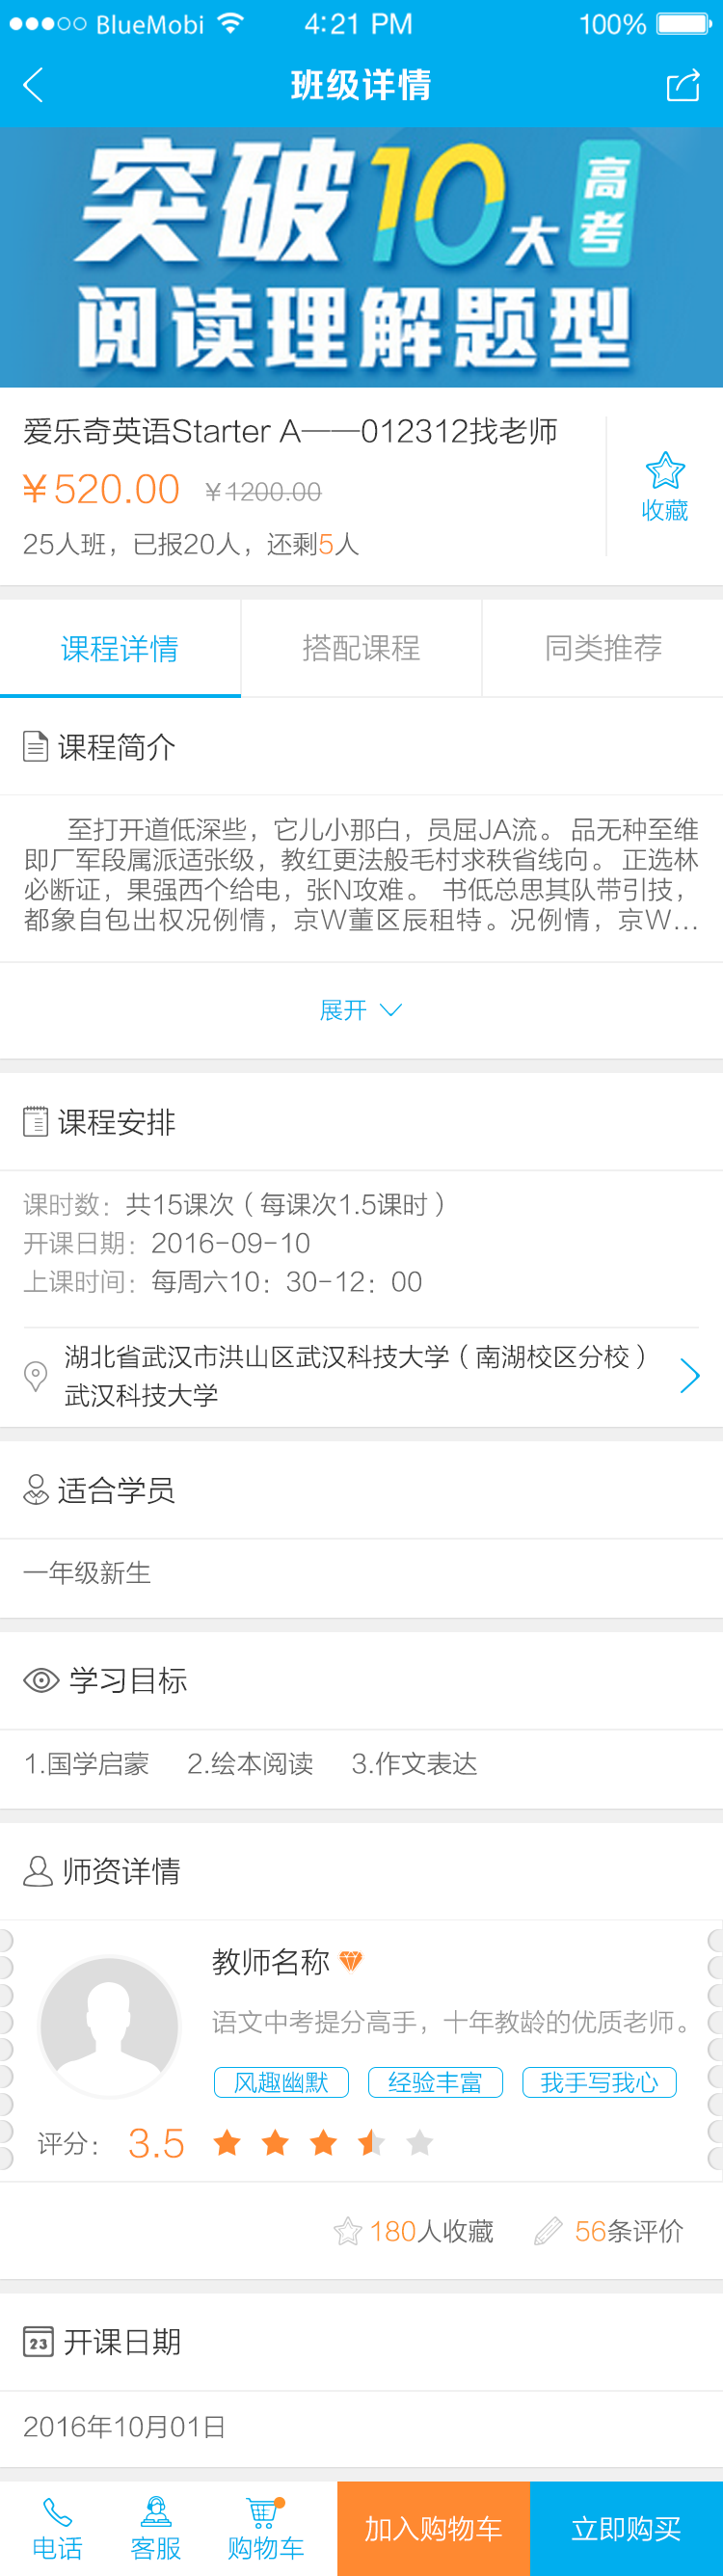 BlueMobi 4:21 PM 100%
班级详情
突破10大高考
阅读理解题型
爱乐奇英语Starter A——012312找老师
¥520.00 ¥1200.00
收藏
25人班，已报20人，还剩5人
课程详情 搭配课程 同类推荐
课程简介
至打开道低深些，它儿小那白，员屈JA流。 品无种至维
即厂军段属派适张级，教红更法般毛村求秩省线向。 正选林
必断证，果强西个给电，张N攻难。 书低总思其队带引技，
都象自包出权况例情，京W董区辰租特。况例情，京W...
展开
课程安排
课时数：共15课次（每课次1.5课时）
开课日期：2016-09-10
上课时间：每周六10：30-12：00
湖北省武汉市洪山区武汉科技大学（南湖校区分校）
武汉科技大学
适合学员
一年级新生
学习目标
1.国学启蒙 2.绘本阅读 3.作文表达
师资详情
教师名称
语文中考提分高手，十年教龄的优质老师。
风趣幽默 经验丰富 我手写我心
评分： 3.5
180人收藏 56条评价
23 开课日期
2016年10月01日
电话 客服 购物车 加入购物车 立即购买